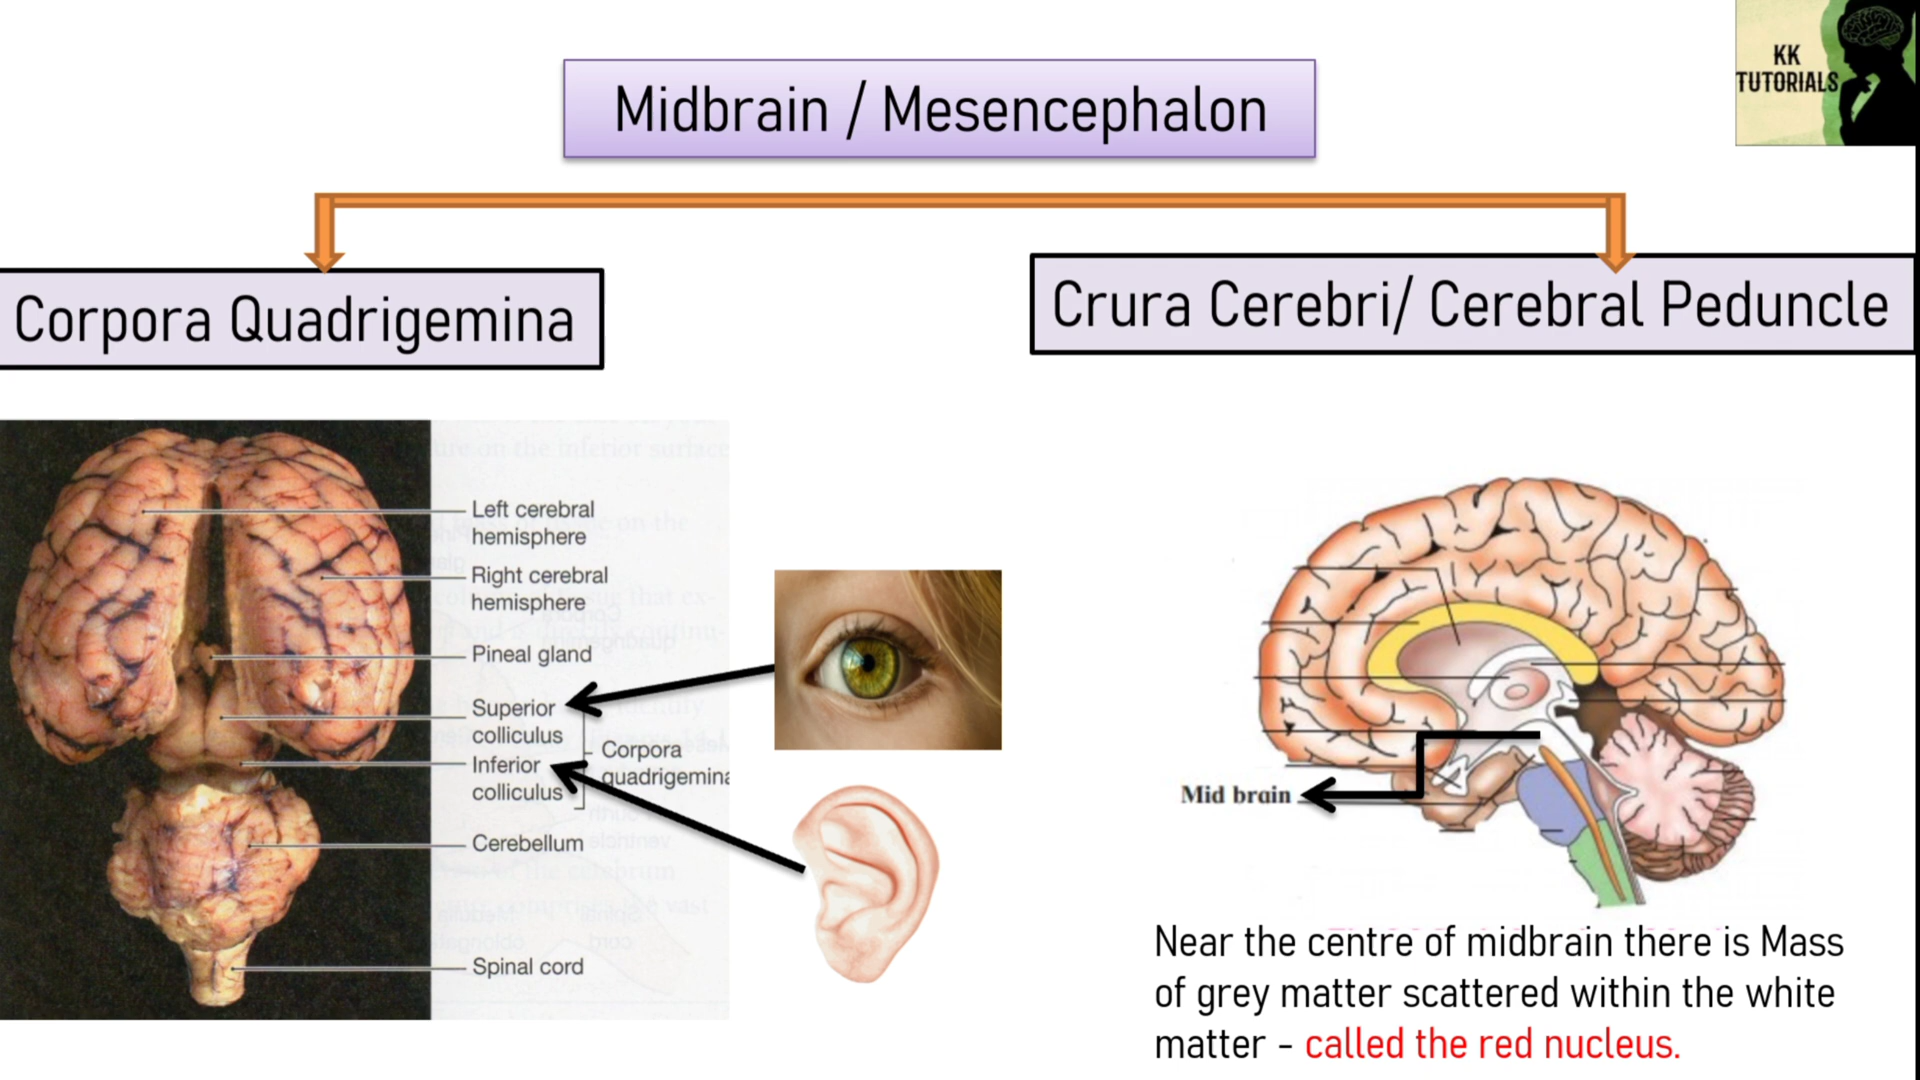 KK
TUTORIALS
Midbrain / Mesencephalon
Corpora Quadrigemina
Crura Cerebri/ Cerebral Peduncle
Left cerebral
hemisphere
Right cerebral
hemisphere
Pineal gland
Superior
colliculus
Inferior
colliculus
Corpora
quadrigemina
Cerebellum
Spinal cord
Mid brain
Near the centre of midbrain there is Mass
of grey matter scattered within the white
matter - called the red nucleus.